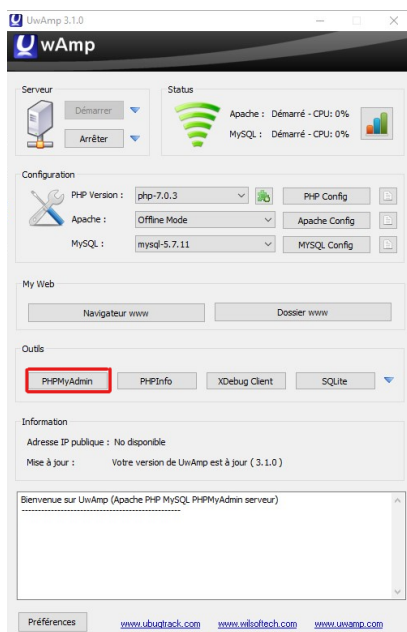 UwAmp 3.1.0
UwAmp
Serveur
Status
Démarrer
Arrêter
Apache : Démarré - CPU: 0%
MySQL : Démarré - CPU: 0%
Configuration
PHP Version : php-7.0.3 PHP Config
Apache : Offline Mode Apache Config
MySQL : mysql-5.7.11 MYSQL Config
My Web
Navigateur www Dossier www
Outils
PHPMyAdmin PHPInfo XDebug Client SQLite
Information
Adresse IP publique : No disponible
Mise à jour : Votre version de UwAmp est à jour ( 3.1.0 )
Bienvenue sur UwAmp (Apache PHP MySQL PHPMyAdmin serveur)
------------------------------------------------
Préférences www.ubugtrack.com www.wilsoftech.com www.uwamp.com